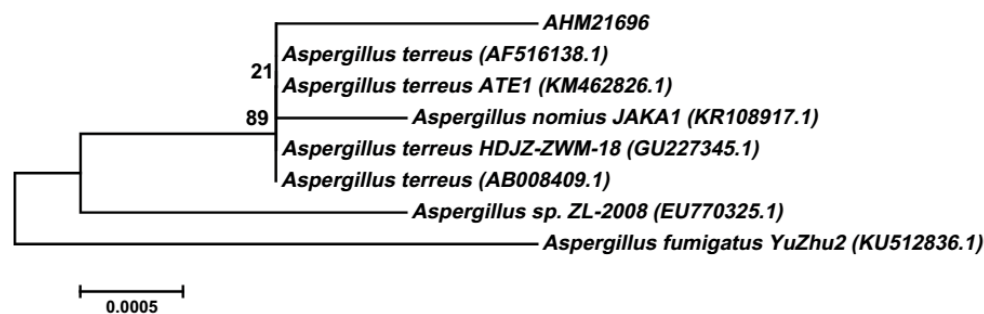 AHM21696
Aspergillus terreus (AF516138.1)
21
Aspergillus terreus ATE1 (KM462826.1)
89
Aspergillus nomius JAKA1 (KR108917.1)
Aspergillus terreus HDJZ-ZWM-18 (GU227345.1)
Aspergillus terreus (AB008409.1)
Aspergillus sp. ZL-2008 (EU770325.1)
Aspergillus fumigatus YuZhu2 (KU512836.1)
0.0005